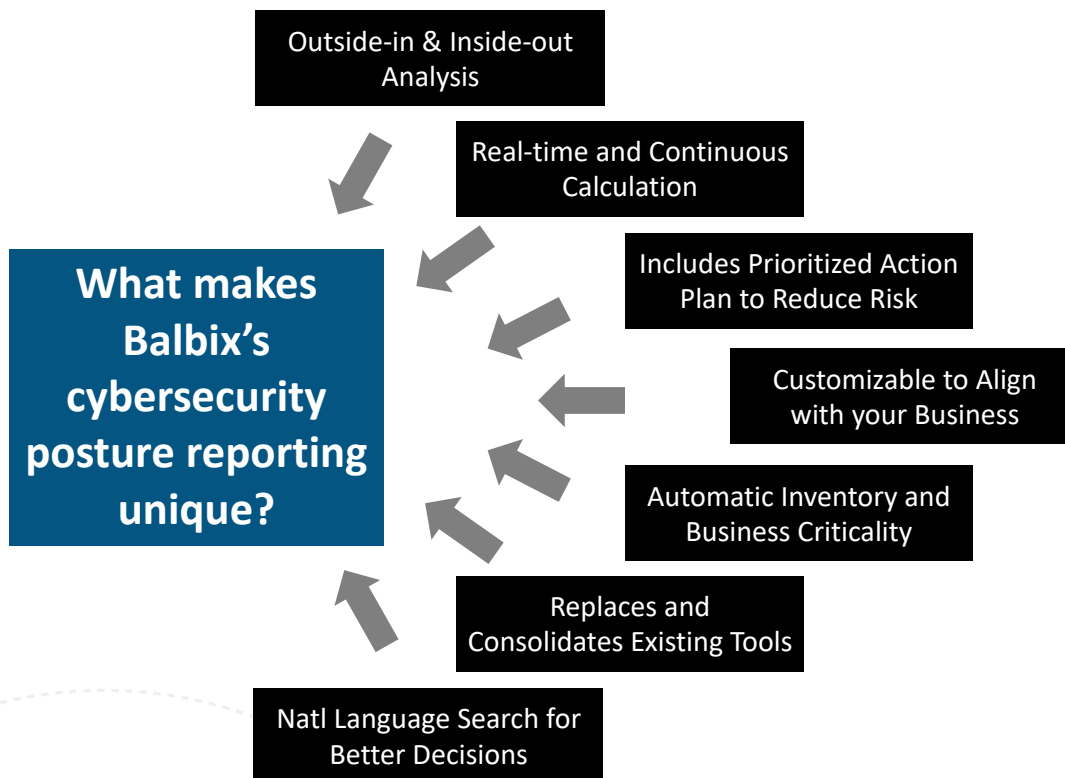 Outside-in & Inside-out
Analysis
Real-time and Continuous
Calculation
Includes Prioritized Action
Plan to Reduce Risk
What makes
Balbix’s
cybersecurity
posture reporting
unique?
Customizable to Align
with your Business
Automatic Inventory and
Business Criticality
Replaces and
Consolidates Existing Tools
Natl Language Search for
Better Decisions